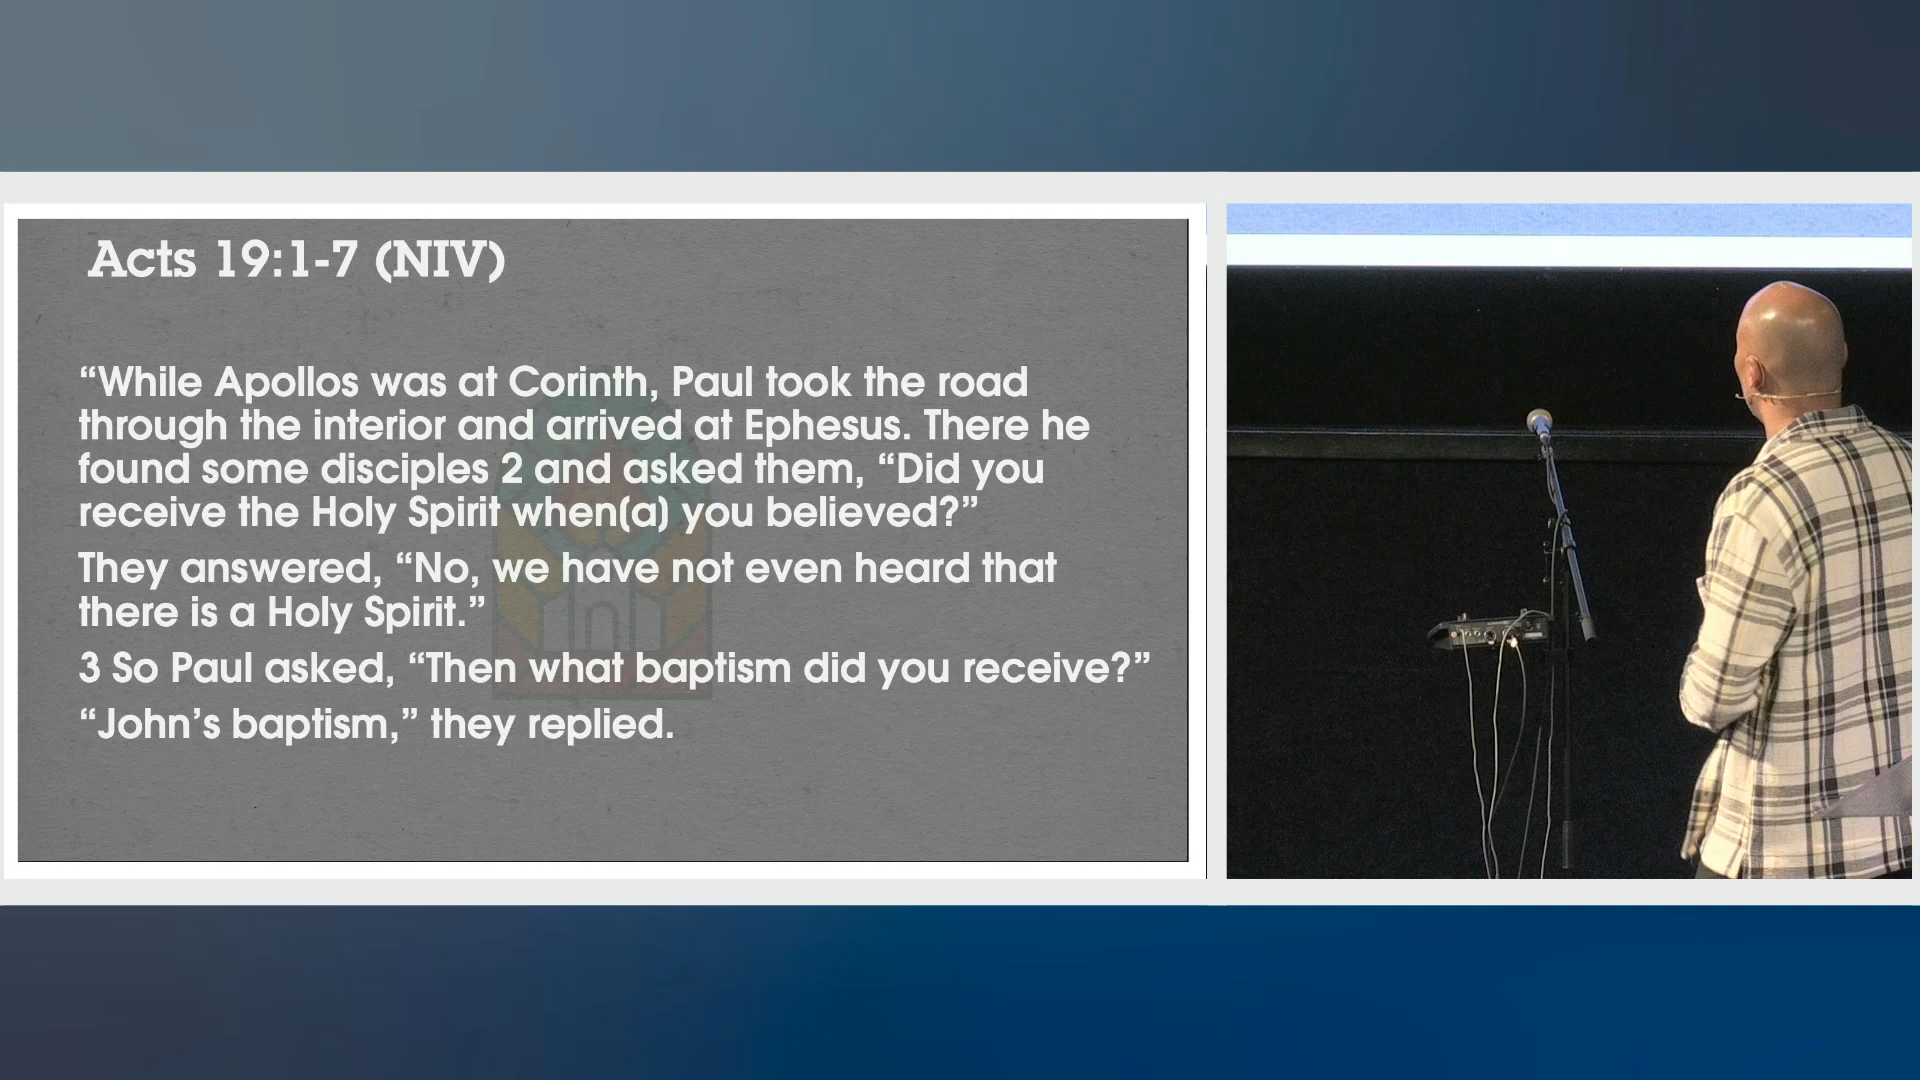 Acts 19:1-7 (NIV)
“While Apollos was at Corinth, Paul took the road
through the interior and arrived at Ephesus. There he
found some disciples 2 and asked them, “Did you
receive the Holy Spirit when(a) you believed?”
They answered, “No, we have not even heard that
there is a Holy Spirit.”
3 So Paul asked, “Then what baptism did you receive?”
“John’s baptism,” they replied.